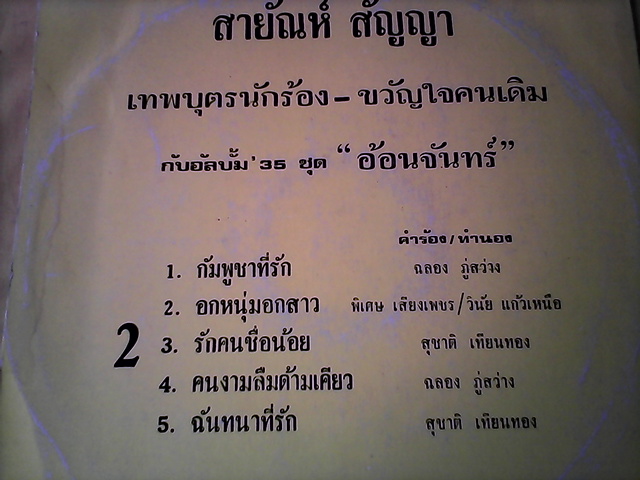 สายัณห์ สัญญา
เทพบุตรนักร้อง - ขวัญใจคนเดิม
กับอัลบั้ม '35 ชุด “อ้อนจันทร์”
คำร้อง/ทำนอง
1. กัมพูชาที่รัก ฉลอง ภู่สว่าง
2. อกหนุ่มอกสาว พิเศษ เสียงเพชร/วินัย แก้วเหนือ
2
3. รักคนชื่อน้อย สุชาติ เทียนทอง
4. คนงามลืมด้ามเคียว ฉลอง ภู่สว่าง
5. ฉันทนาที่รัก สุชาติ เทียนทอง